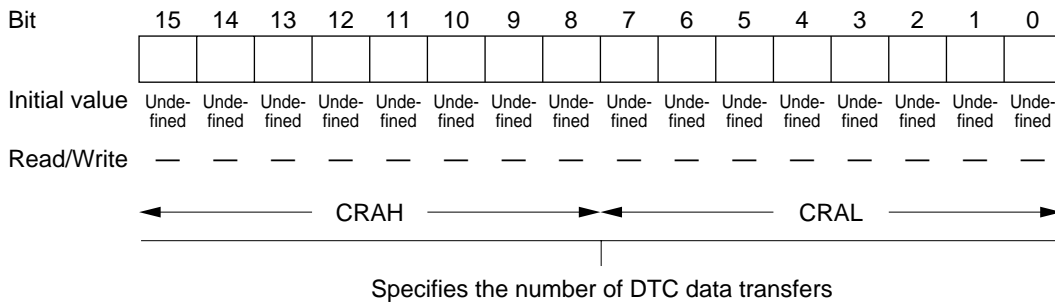 Bit 15 14 13 12 11 10 9 8 7 6 5 4 3 2 1 0
Initial value Unde- Unde- Unde- Unde- Unde- Unde- Unde- Unde- Unde- Unde- Unde- Unde- Unde- Unde- Unde- Unde-
fined fined fined fined fined fined fined fined fined fined fined fined fined fined fined fined
Read/Write — — — — — — — — — — — — — — — —
CRAH CRAL
Specifies the number of DTC data transfers